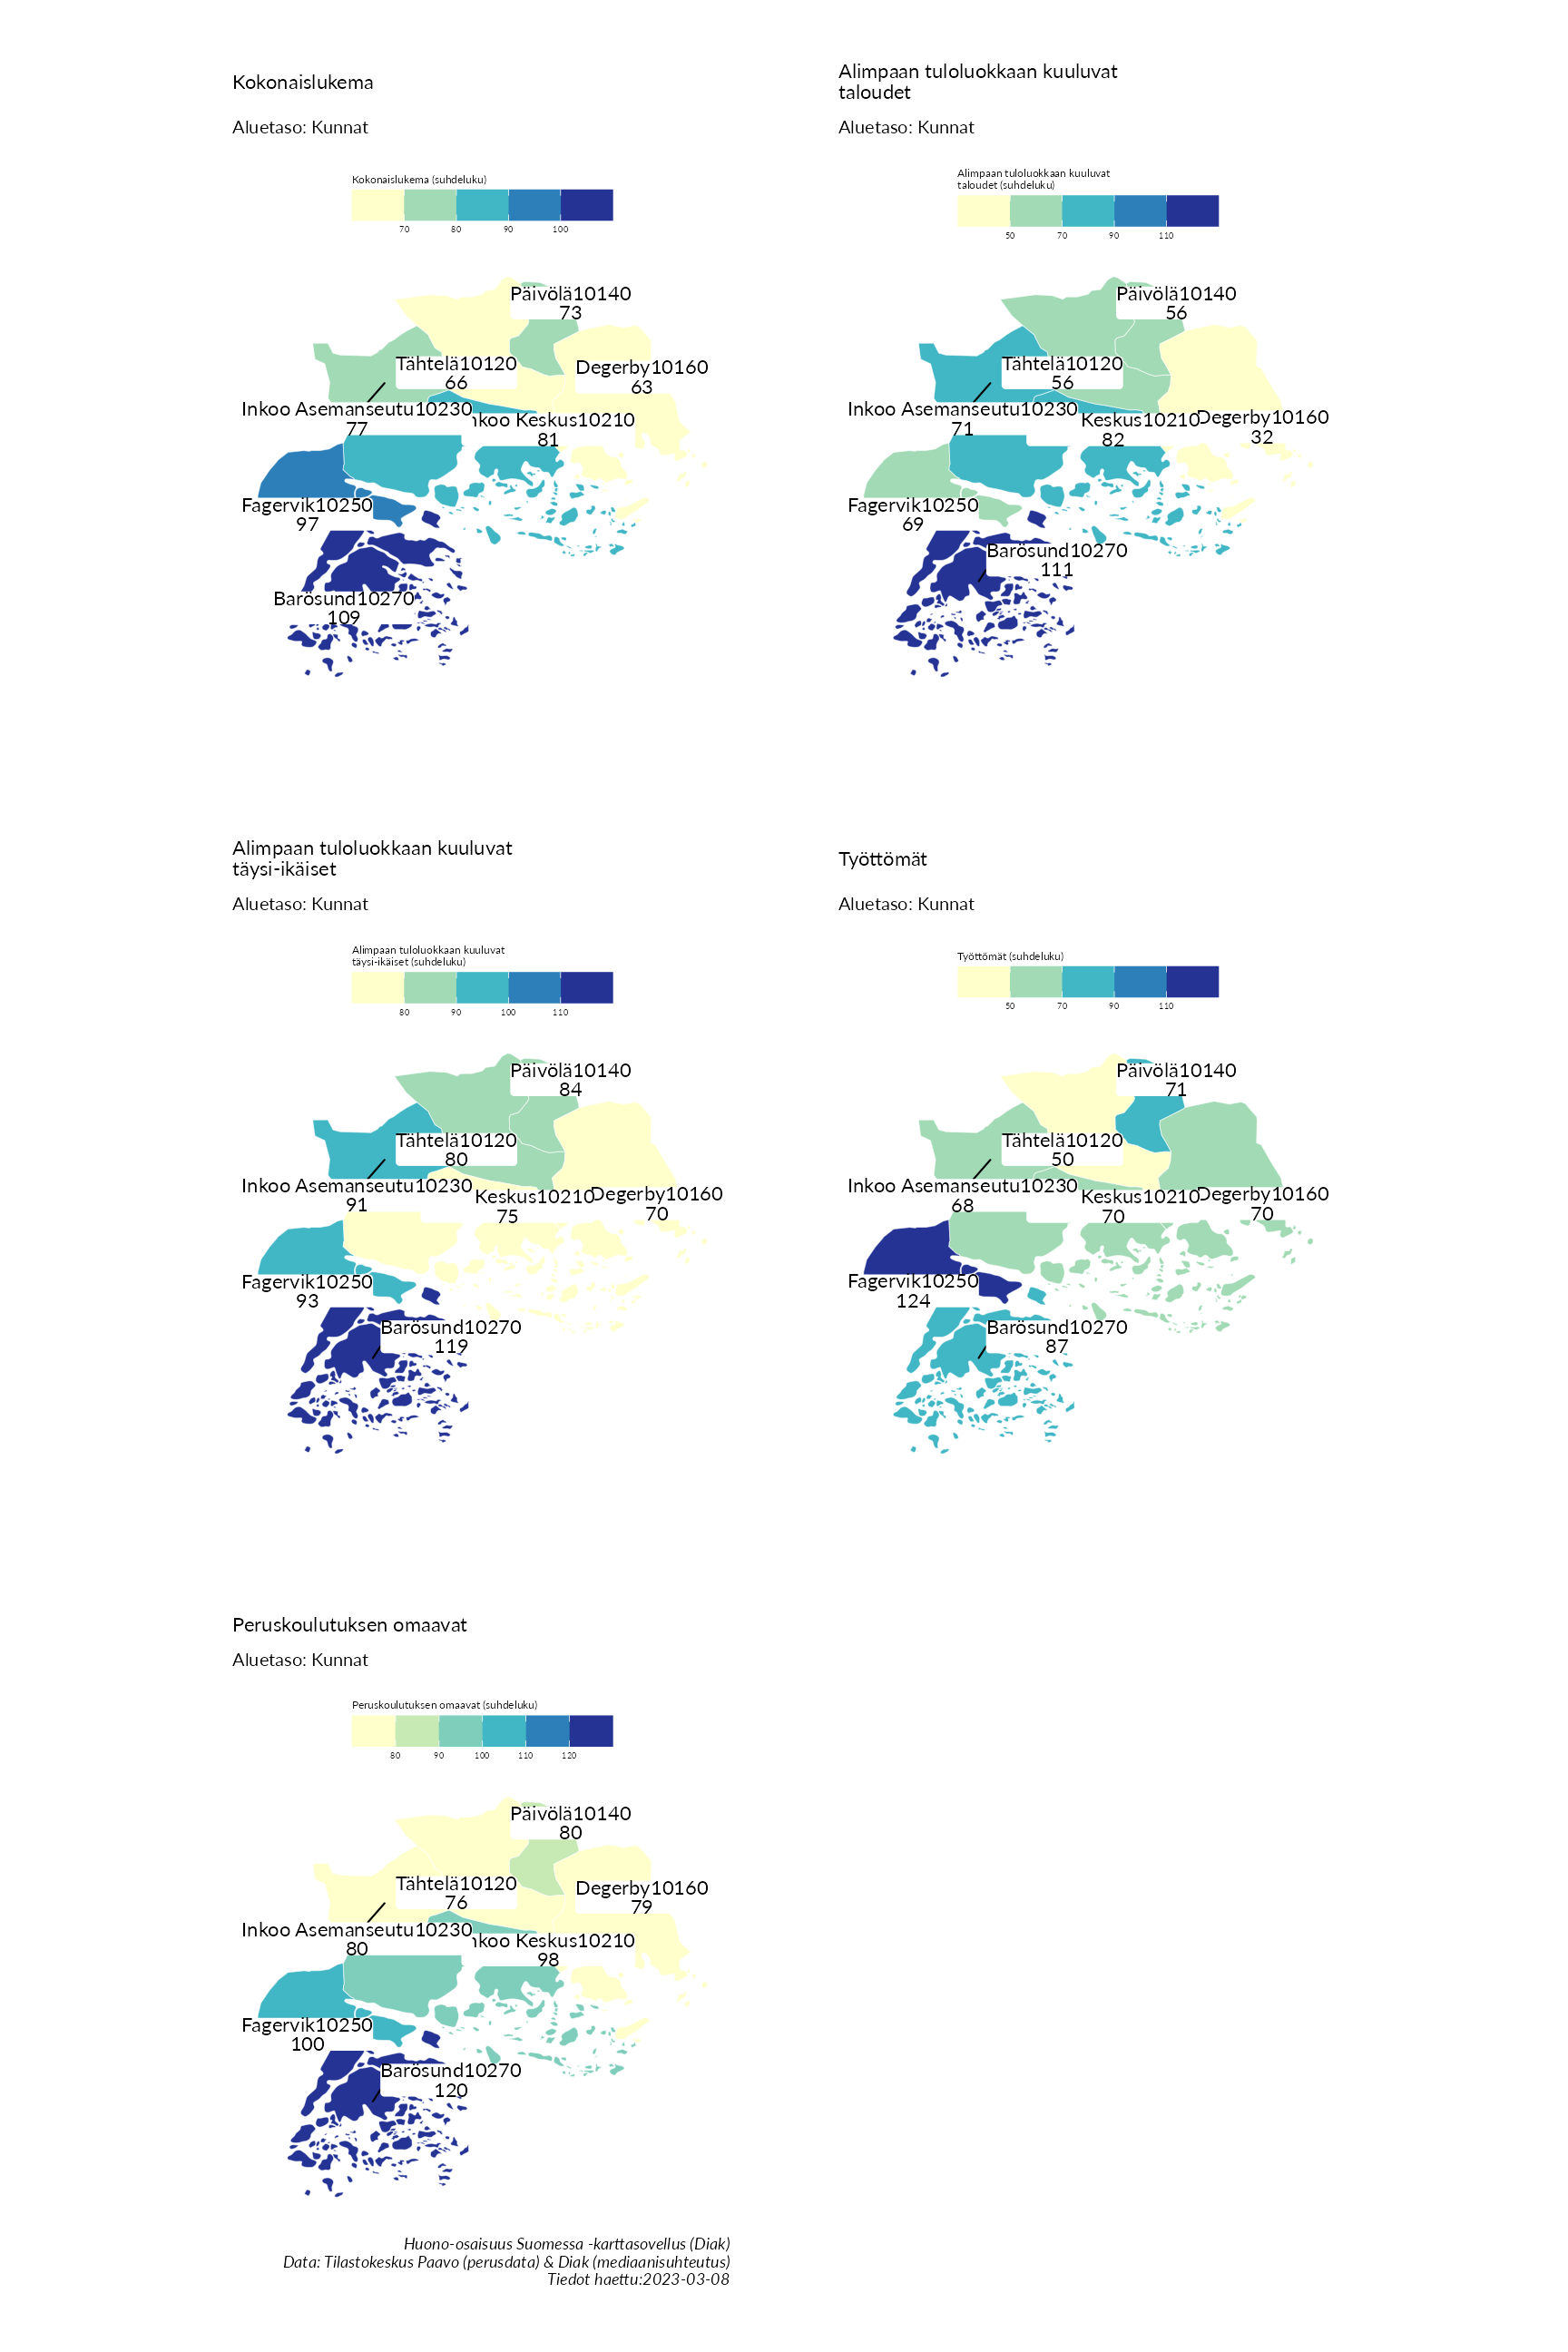 Kokonaislukema
Aluetaso: Kunnat
Kokonaislukema (suhdeluku)
70 80 90 100
Päivölä10140
73
Tähtelä10120
66
Degerby10160
63
Inkoo Asemanseutu10230
77
nkoo Keskus10210
81
Fagervik10250
97
Barösund10270
109
Alimpaan tuloluokkaan kuuluvat
taloudet
Aluetaso: Kunnat
Alimpaan tuloluokkaan kuuluvat
taloudet (suhdeluku)
50 70 90 110
Päivölä10140
56
Tähtelä10120
56
Inkoo Asemanseutu10230
71
Keskus10210
82
Degerby10160
32
Fagervik10250
69
Barösund10270
111
Alimpaan tuloluokkaan kuuluvat
täysi-ikäiset
Aluetaso: Kunnat
Alimpaan tuloluokkaan kuuluvat
täysi-ikäiset (suhdeluku)
80 90 100 110
Päivölä10140
84
Tähtelä10120
80
Inkoo Asemanseutu10230
91
Keskus10210
75
Degerby10160
70
Fagervik10250
93
Barösund10270
119
Työttömät
Aluetaso: Kunnat
Työttömät (suhdeluku)
50 70 90 110
Päivölä10140
71
Tähtelä10120
50
Inkoo Asemanseutu10230
68
Keskus10210
70
Degerby10160
70
Fagervik10250
124
Barösund10270
87
Peruskoulutuksen omaavat
Aluetaso: Kunnat
Peruskoulutuksen omaavat (suhdeluku)
80 90 100 110 120
Päivölä10140
80
Tähtelä10120
76
Degerby10160
79
Inkoo Asemanseutu10230
80
nkoo Keskus10210
98
Fagervik10250
100
Barösund10270
120
Huono-osaisuus Suomessa -karttasovellus (Diak)
Data: Tilastokeskus Paavo (perusdata) & Diak (mediaanisuhteutus)
Tiedot haettu:2023-03-08